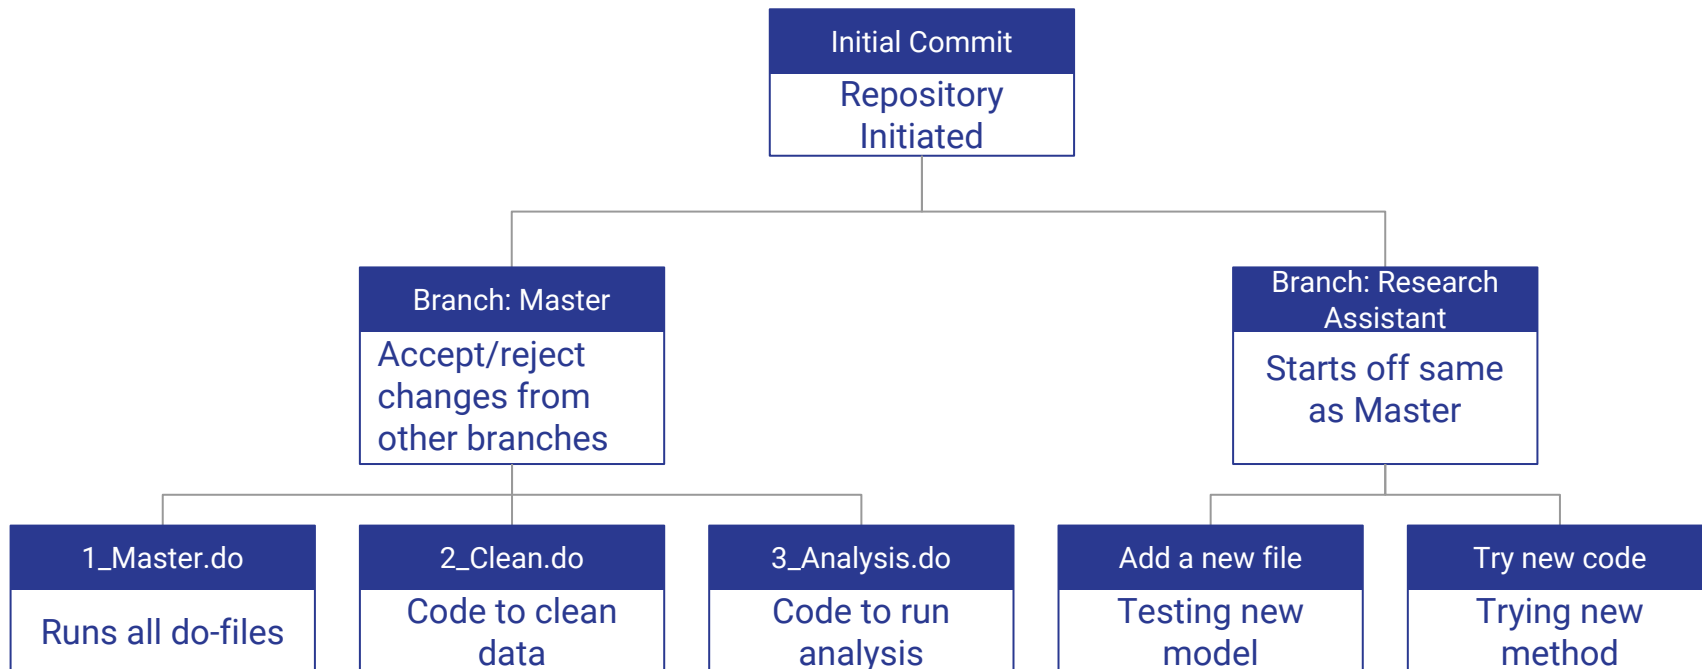 Initial Commit
Repository
Initiated
Branch: Master
Accept/reject
changes from
other branches
Branch: Research
Assistant
Starts off same
as Master
1_Master.do
Runs all do-files
2_Clean.do
Code to clean
data
3_Analysis.do
Code to run
analysis
Add a new file
Testing new
model
Try new code
Trying new
method